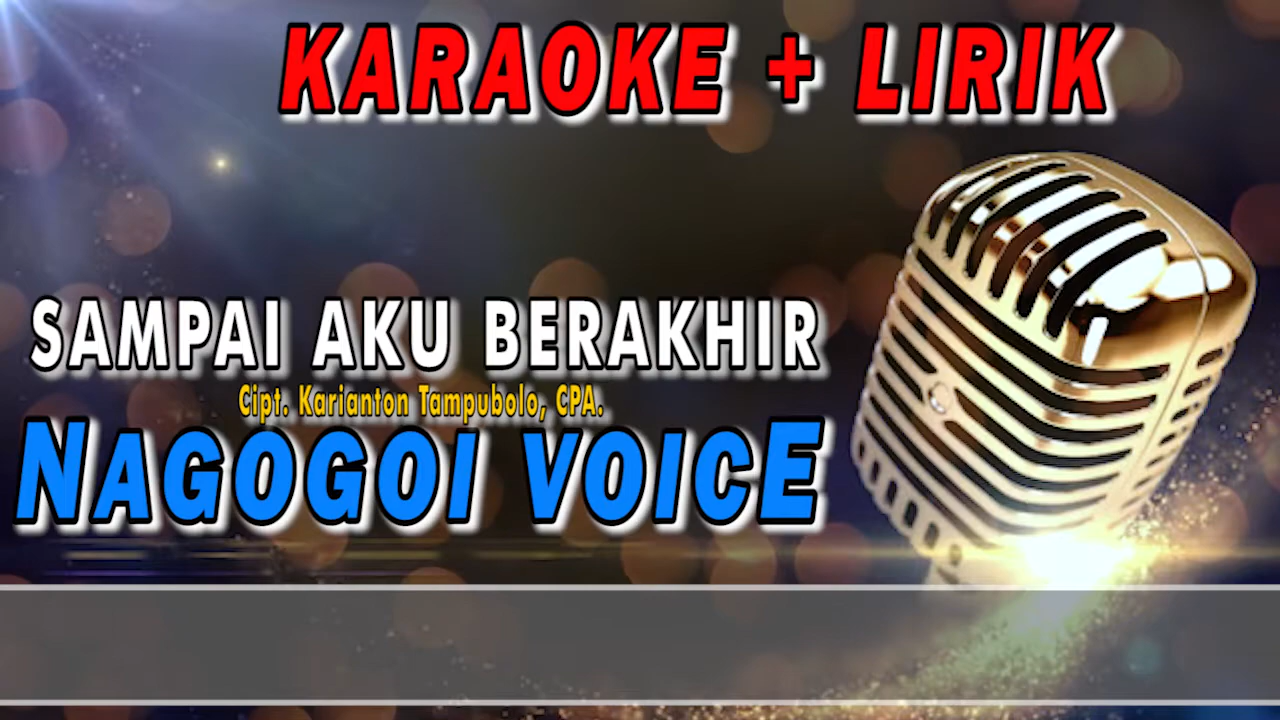 KARAOKE + LIRIK
SAMPAI AKU BERAKHIR
Cipt. Karianton Tampubolo, CPA.
NAGOGOI VOICE